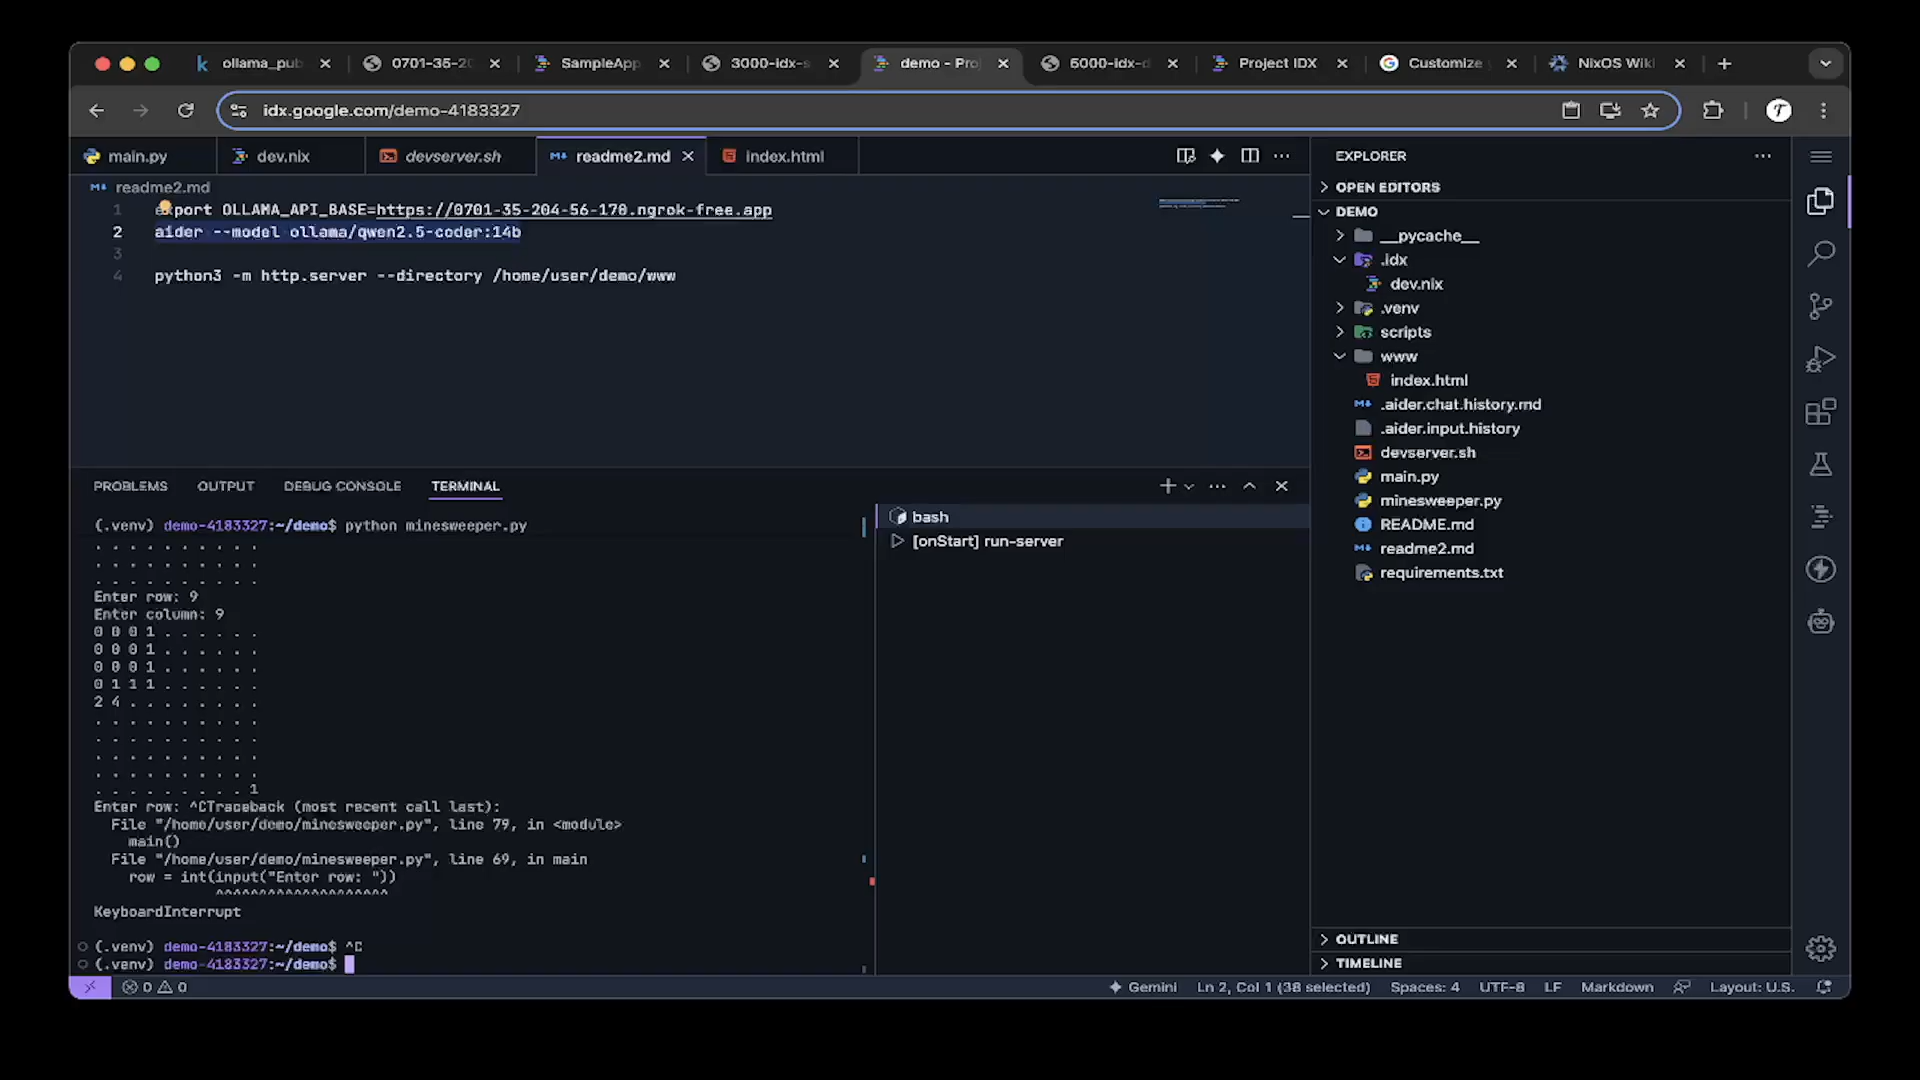 ollama_pub
0701-35-20
SampleApp
3000-idx-s
demo - Pro
6000-idx-d
Project IDX
Customize
NixOS Wiki
idx.google.com/demo-4183327
main.py
dev.nix
devserver.sh
readme2.md
index.html
readme2.md
1 export OLLAMA_API_BASE=https://0701-35-204-56-170.ngrok-free.app
2 aider --model ollama/qwen2.5-coder:14b
3
4 python3 -m http.server --directory /home/user/demo/www
PROBLEMS OUTPUT DEBUG CONSOLE TERMINAL
(.venv) demo-4183327:~/demo$ python minesweeper.py
. . . . . . . . . .
. . . . . . . . . .
. . . . . . . . . .
Enter row: 9
Enter column: 9
0 0 0 1 . . . . . .
0 0 0 1 . . . . . .
0 0 0 1 . . . . . .
0 1 1 1 . . . . . .
2 4 . . . . . . . .
. . . . . . . . . .
. . . . . . . . . .
. . . . . . . . . .
. . . . . . . . . .
. . . . . . . . . 1
Enter row: ^CTraceback (most recent call last):
File "/home/user/demo/minesweeper.py", line 79, in <module>
main()
File "/home/user/demo/minesweeper.py", line 69, in main
row = int(input("Enter row: "))
^^^^^^^^^^^^^^^^^^^^
KeyboardInterrupt
(.venv) demo-4183327:~/demo$ ^C
(.venv) demo-4183327:~/demo$
bash
[onStart] run-server
EXPLORER
OPEN EDITORS
DEMO
__pycache__
.idx
dev.nix
.venv
scripts
www
index.html
.aider.chat.history.md
.aider.input.history
devserver.sh
main.py
minesweeper.py
README.md
readme2.md
requirements.txt
OUTLINE
TIMELINE
0 0 Gemini Ln 2, Col 1 (38 selected) Spaces: 4 UTF-8 LF Markdown Layout: U.S.